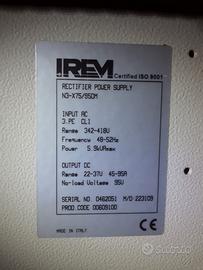 IREM
Certified ISO 9001
RECTIFIER POWER SUPPLY
N3-X75/95DM
INPUT AC
3.PE CL1
Range 342-418V
Frequency 48-52Hz
Power 5.9kVAmax
OUTPUT DC
Range 22-37V 45-95A
No-load Voltage 95V
SERIAL NO. 0462051 M/O:223109
PROD CODE 00609100
MADE IN ITALY
subito